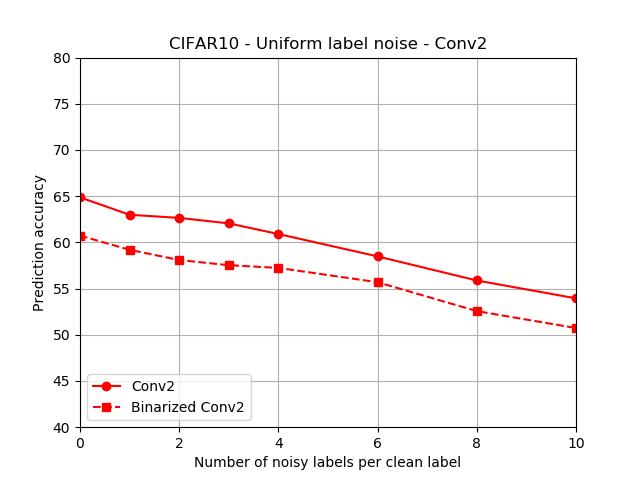 CIFAR10 - Uniform label noise - Conv2
80
75
70
65
60
55
50
45
40
Prediction accuracy
Conv2
Binarized Conv2
0 2 4 6 8 10
Number of noisy labels per clean label